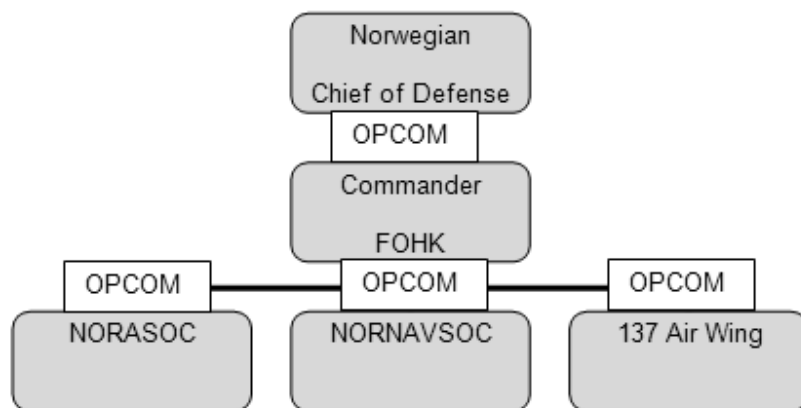 Norwegian
Chief of Defense
OPCOM
Commander
FOHK
OPCOM
OPCOM
OPCOM
NORASOC
NORNAVSOC
137 Air Wing